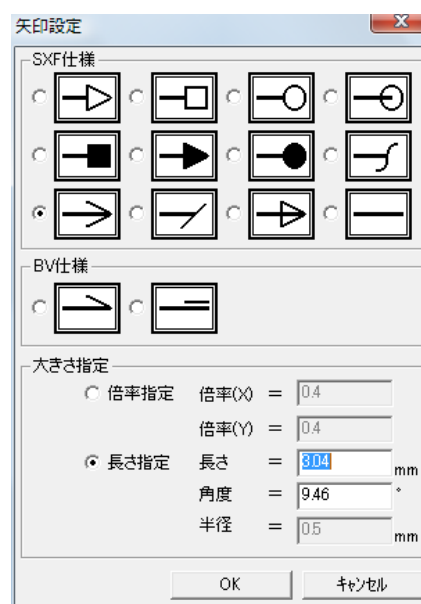 矢印設定
SXF仕様
BV仕様
大きさ指定
倍率指定 倍率(X) = 0.4
倍率(Y) = 0.4
長さ指定 長さ = 3.04 mm
角度 = 9.46 °
半径 = 0.5 mm
OK キャンセル